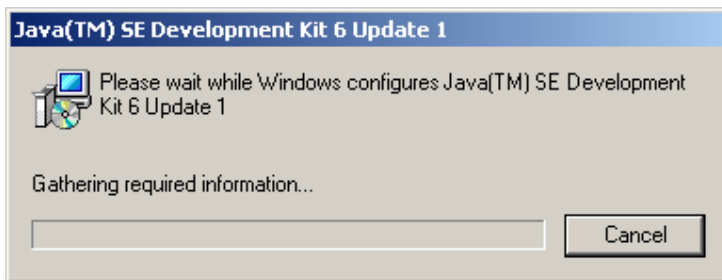 Java(TM) SE Development Kit 6 Update 1
Please wait while Windows configures Java(TM) SE Development
Kit 6 Update 1
Gathering required information...
Cancel